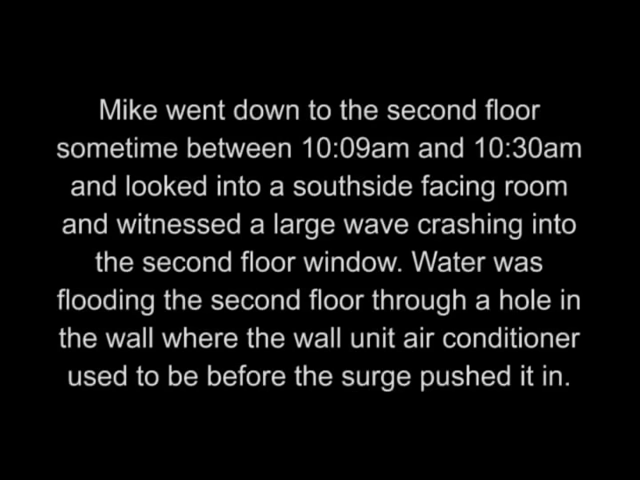 Mike went down to the second floor
sometime between 10:09am and 10:30am
and looked into a southside facing room
and witnessed a large wave crashing into
the second floor window. Water was
flooding the second floor through a hole in
the wall where the wall unit air conditioner
used to be before the surge pushed it in.